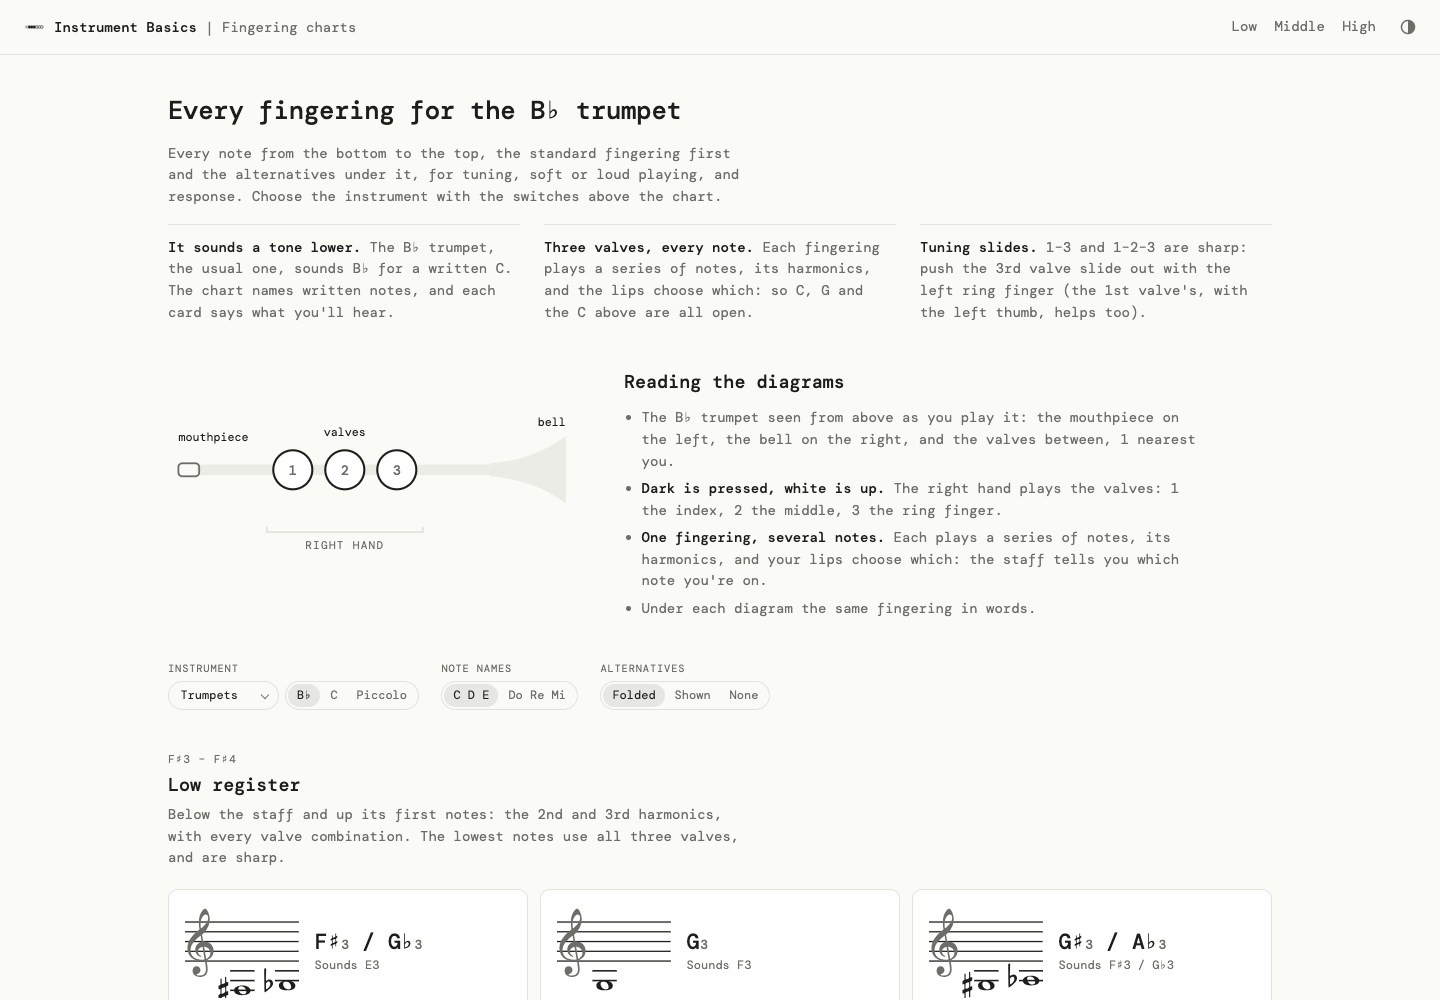 Instrument Basics | Fingering charts
Low Middle High
Every fingering for the B♭ trumpet
Every note from the bottom to the top, the standard fingering first
and the alternatives under it, for tuning, soft or loud playing, and
response. Choose the instrument with the switches above the chart.
It sounds a tone lower. The B♭ trumpet,
the usual one, sounds B♭ for a written C.
The chart names written notes, and each
card says what you'll hear.
Three valves, every note. Each fingering
plays a series of notes, its harmonics,
and the lips choose which: so C, G and
the C above are all open.
Tuning slides. 1-3 and 1-2-3 are sharp:
push the 3rd valve slide out with the
left ring finger (the 1st valve's, with
the left thumb, helps too).
mouthpiece
valves
bell
1 2 3
RIGHT HAND
Reading the diagrams
• The B♭ trumpet seen from above as you play it: the mouthpiece on
the left, the bell on the right, and the valves between, 1 nearest
you.
• Dark is pressed, white is up. The right hand plays the valves: 1
the index, 2 the middle, 3 the ring finger.
• One fingering, several notes. Each plays a series of notes, its
harmonics, and your lips choose which: the staff tells you which
note you're on.
• Under each diagram the same fingering in words.
INSTRUMENT
Trumpets
B♭ C Piccolo
NOTE NAMES
C D E Do Re Mi
ALTERNATIVES
Folded Shown None
F♯3 – F♯4
Low register
Below the staff and up its first notes: the 2nd and 3rd harmonics,
with every valve combination. The lowest notes use all three valves,
and are sharp.
F♯3 / G♭3
Sounds E3
G3
Sounds F3
G♯3 / A♭3
Sounds F♯3 / G♭3